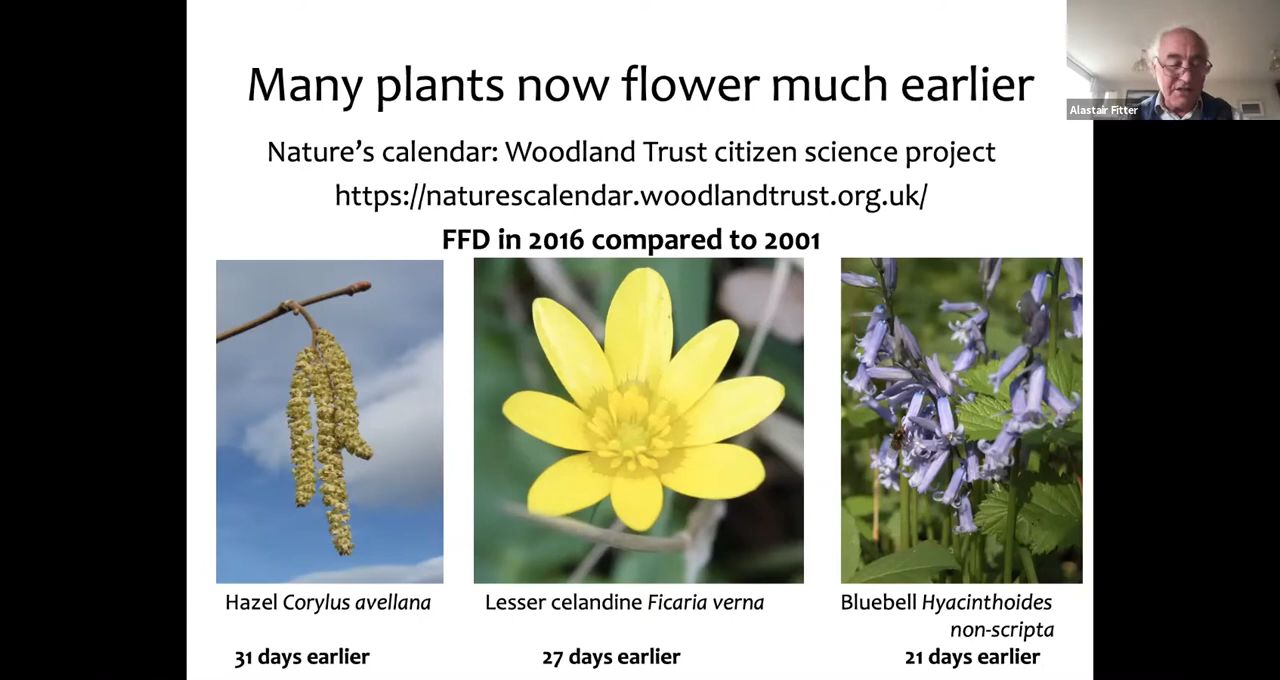 Many plants now flower much earlier
Alastair Fitter
Nature's calendar: Woodland Trust citizen science project
https://naturescalendar.woodlandtrust.org.uk/
FFD in 2016 compared to 2001
Hazel Corylus avellana
31 days earlier
Lesser celandine Ficaria verna
27 days earlier
Bluebell Hyacinthoides
non-scripta
21 days earlier